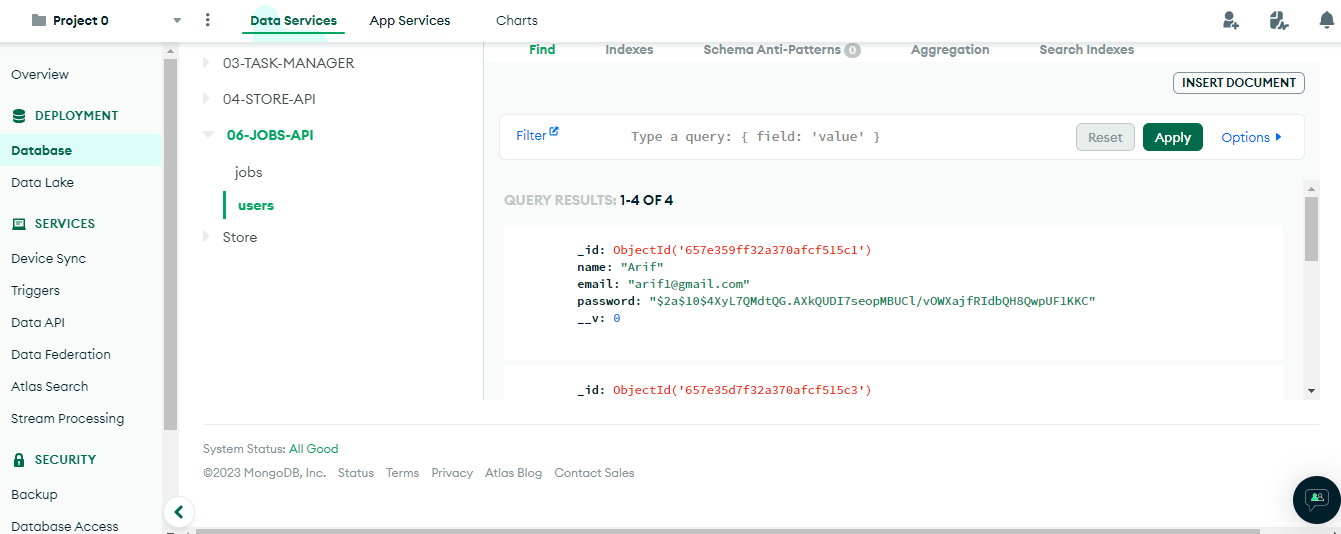 Project 0
Data Services
App Services
Charts
Overview
DEPLOYMENT
Database
Data Lake
SERVICES
Device Sync
Triggers
Data API
Data Federation
Atlas Search
Stream Processing
SECURITY
Backup
Database Access
03-TASK-MANAGER
04-STORE-API
06-JOBS-API
jobs
users
Store
Find Indexes Schema Anti-Patterns 0 Aggregation Search Indexes
INSERT DOCUMENT
Filter Type a query: { field: 'value' } Reset Apply Options
QUERY RESULTS: 1-4 OF 4
_id: ObjectId('657e359ff32a370afcf515c1')
name: "Arif"
email: "arif1@gmail.com"
password: "$2a$10$4XyL7QMdtQG.AXkQUDI7seopMBUCl/vOWXajfRIdbQH8QwpUF1KKC"
__v: 0
_id: ObjectId('657e35d7f32a370afcf515c3')
System Status: All Good
©2023 MongoDB, Inc. Status Terms Privacy Atlas Blog Contact Sales